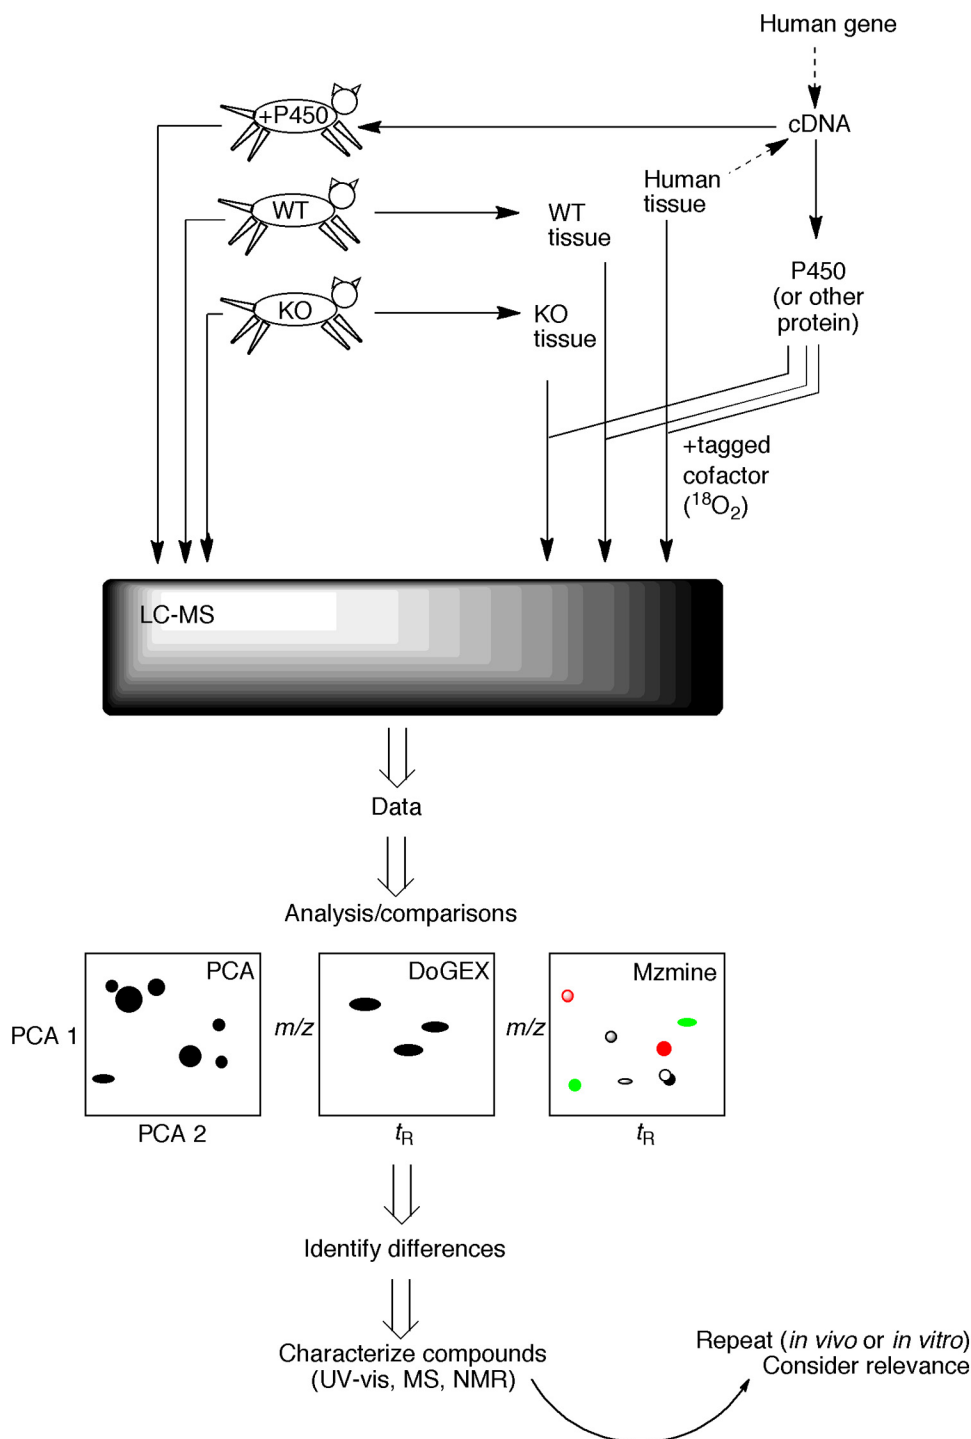 Human gene
+P450
cDNA
Human
tissue
WT
WT
tissue
P450
(or other
protein)
KO
KO
tissue
+tagged
cofactor
(¹⁸O₂)
LC-MS
Data
Analysis/comparisons
PCA
PCA 1
PCA 2
DoGEX
m/z
tR
Mzmine
m/z
tR
Identify differences
Characterize compounds
(UV-vis, MS, NMR)
Repeat (in vivo or in vitro)
Consider relevance